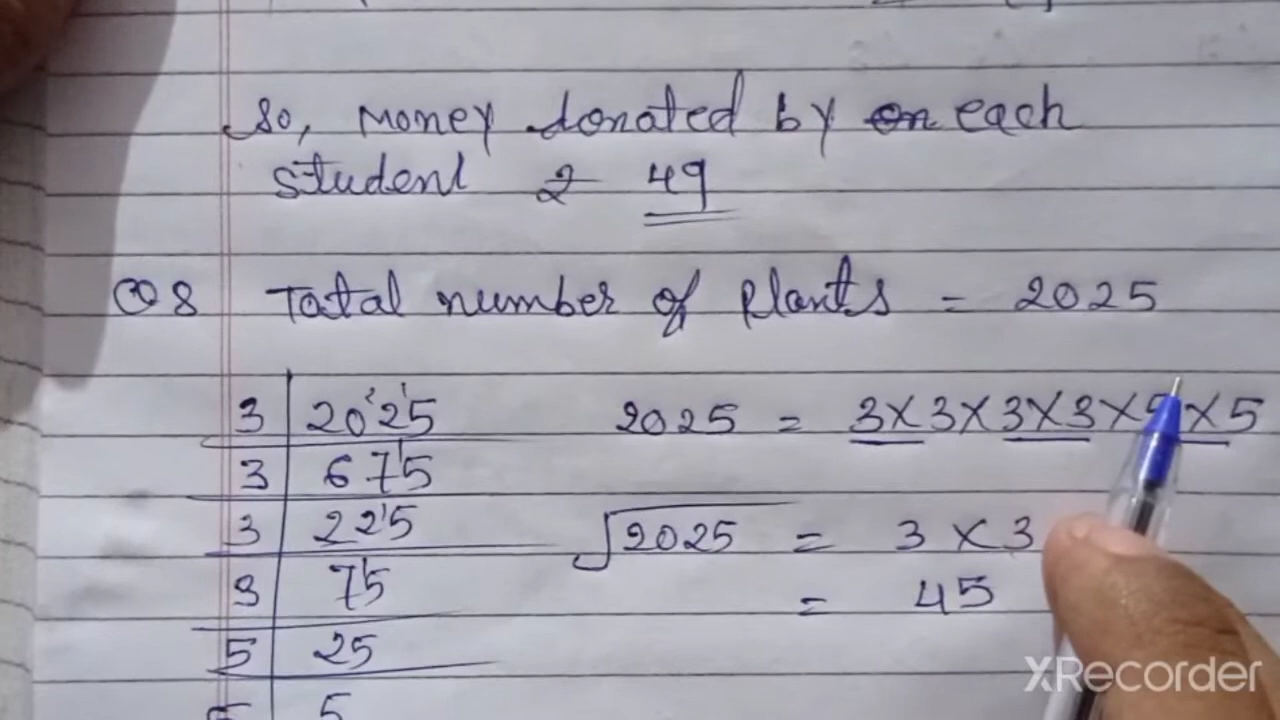 So, Money donated by on each
student = 49
Q8 Total number of Plants = 2025
3 | 2025
3 | 675
3 | 225
3 | 75
5 | 25
5 | 5
2025 = 3×3×3×3×5×5
√2025 = 3×3
= 45
XRecorder